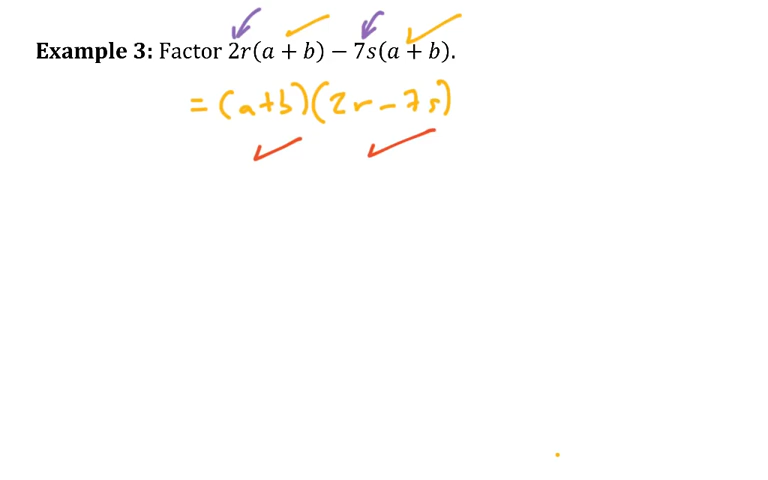 Example 3: Factor 2r(a + b) − 7s(a + b).
= (a+b)(2r − 7s)